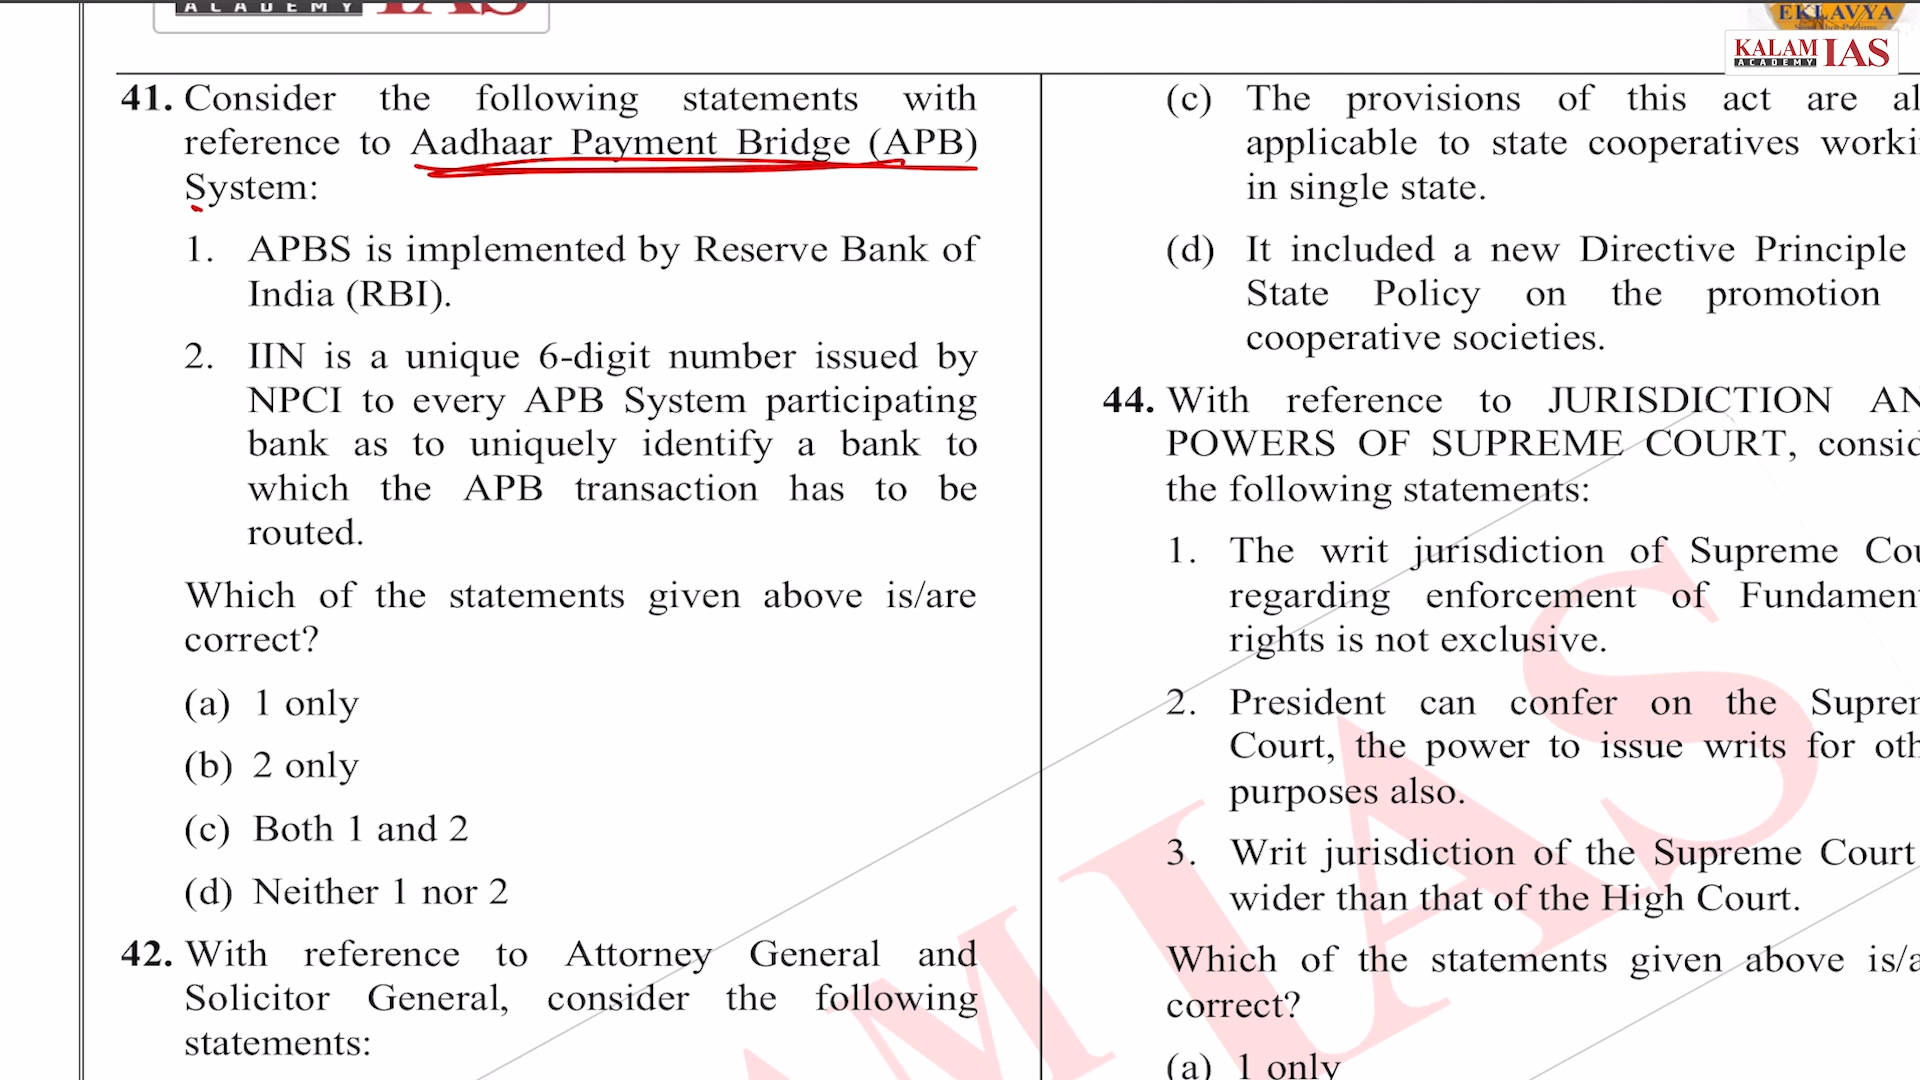 ACADEMY IAS
EKLAVYA
KALAM IAS
ACADEMY
41. Consider the following statements with
reference to Aadhaar Payment Bridge (APB)
System:
1. APBS is implemented by Reserve Bank of
India (RBI).
2. IIN is a unique 6-digit number issued by
NPCI to every APB System participating
bank as to uniquely identify a bank to
which the APB transaction has to be
routed.
Which of the statements given above is/are
correct?
(a) 1 only
(b) 2 only
(c) Both 1 and 2
(d) Neither 1 nor 2
42. With reference to Attorney General and
Solicitor General, consider the following
statements:
(c) The provisions of this act are al
applicable to state cooperatives worki
in single state.
(d) It included a new Directive Principle
State Policy on the promotion
cooperative societies.
44. With reference to JURISDICTION AN
POWERS OF SUPREME COURT, consid
the following statements:
1. The writ jurisdiction of Supreme Cou
regarding enforcement of Fundament
rights is not exclusive.
2. President can confer on the Suprem
Court, the power to issue writs for oth
purposes also.
3. Writ jurisdiction of the Supreme Court
wider than that of the High Court.
Which of the statements given above is/a
correct?
(a) 1 only
M IAS